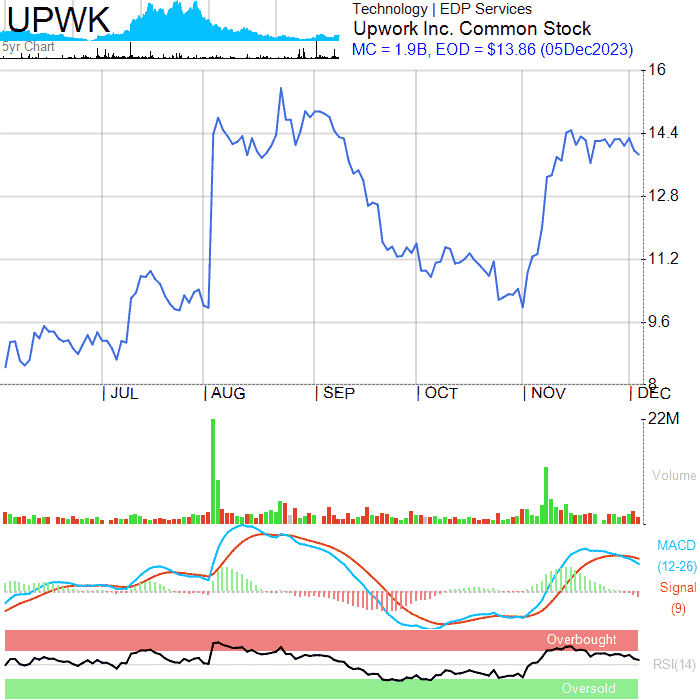 UPWK
5yr Chart
Technology | EDP Services
Upwork Inc. Common Stock
MC = 1.9B, EOD = $13.86 (05Dec2023)
16
14.4
12.8
11.2
9.6
8
| JUL | AUG | SEP | OCT | NOV | DEC
22M
Volume
MACD
(12-26)
Signal
(9)
Overbought
RSI(14)
Oversold